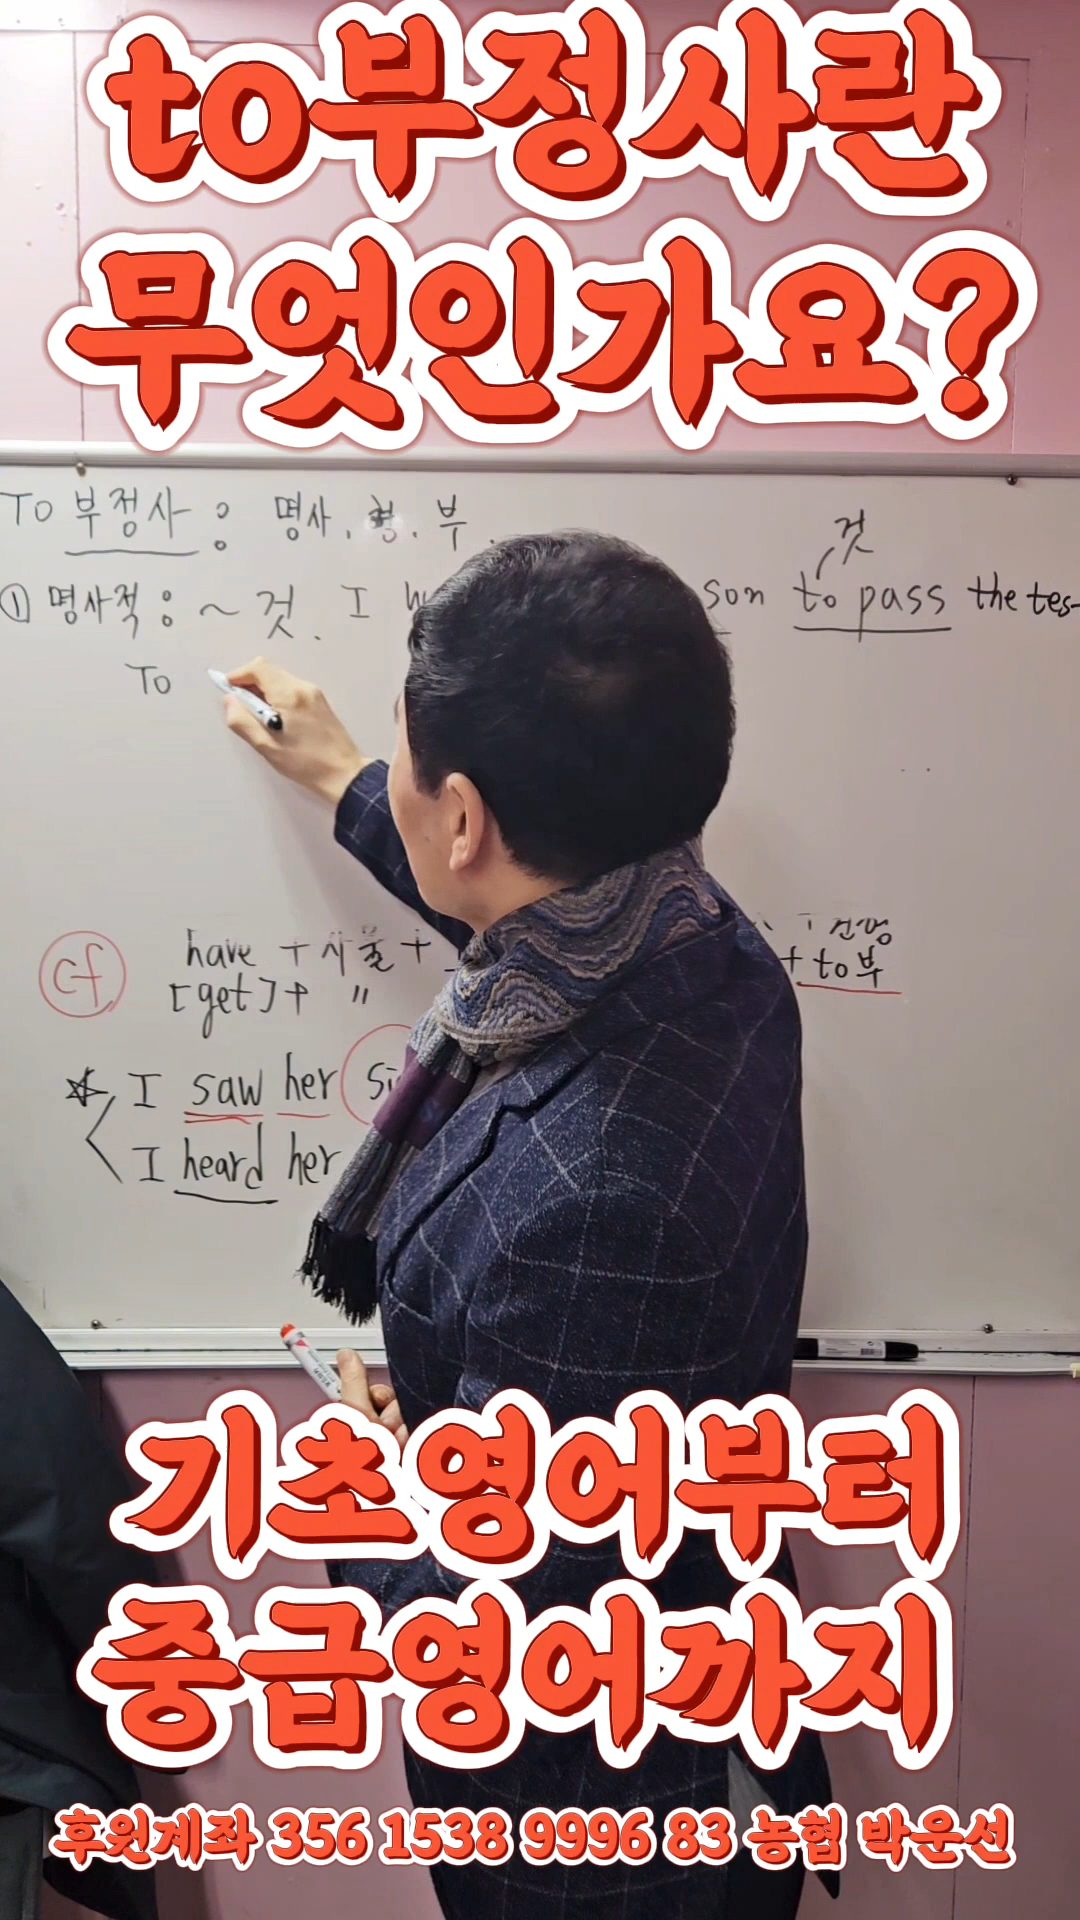 to부정사란
무엇인가요?
To 부정사 : 명사, 형, 부.
것
① 명사적 : ~ 것. I son to pass the tes
To
cf have + 사물 +
[get] + 〃 + to부
☆ I saw her
I heard her
기초영어부터
중급영어까지
후원계좌 356 1538 9996 83 농협 박운선